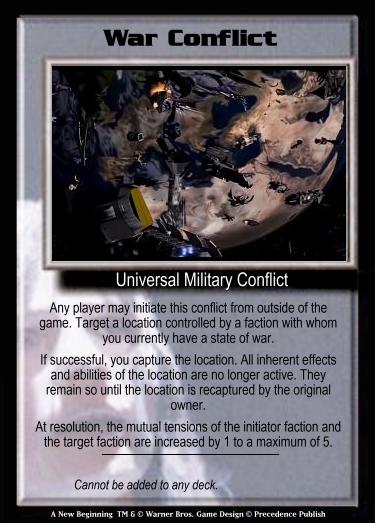 War Conflict
Universal Military Conflict
Any player may initiate this conflict from outside of the
game. Target a location controlled by a faction with whom
you currently have a state of war.
If successful, you capture the location. All inherent effects
and abilities of the location are no longer active. They
remain so until the location is recaptured by the original
owner.
At resolution, the mutual tensions of the initiator faction and
the target faction are increased by 1 to a maximum of 5.
Cannot be added to any deck.
A New Beginning TM & © Warner Bros. Game Design © Precedence Publish